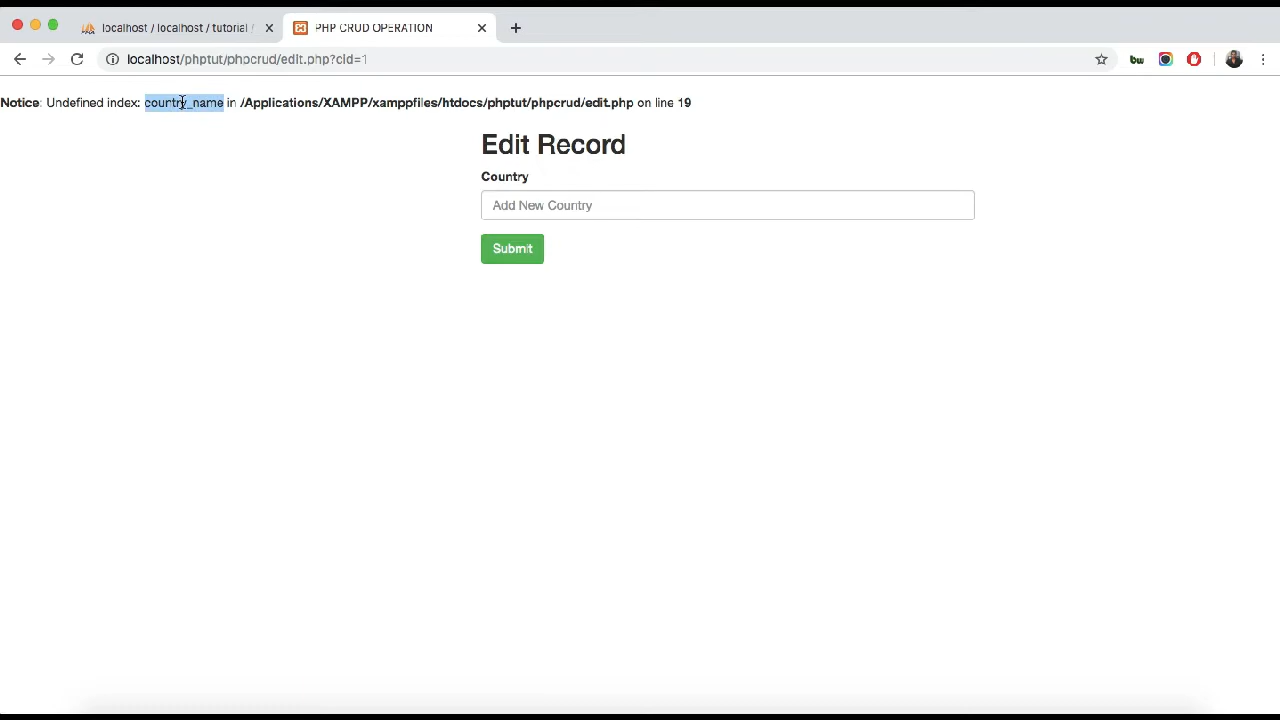 localhost / localhost / tutorial /
PHP CRUD OPERATION
localhost/phptut/phpcrud/edit.php?cid=1
bw
Notice: Undefined index: country_name in /Applications/XAMPP/xamppfiles/htdocs/phptut/phpcrud/edit.php on line 19
Edit Record
Country
Add New Country
Submit